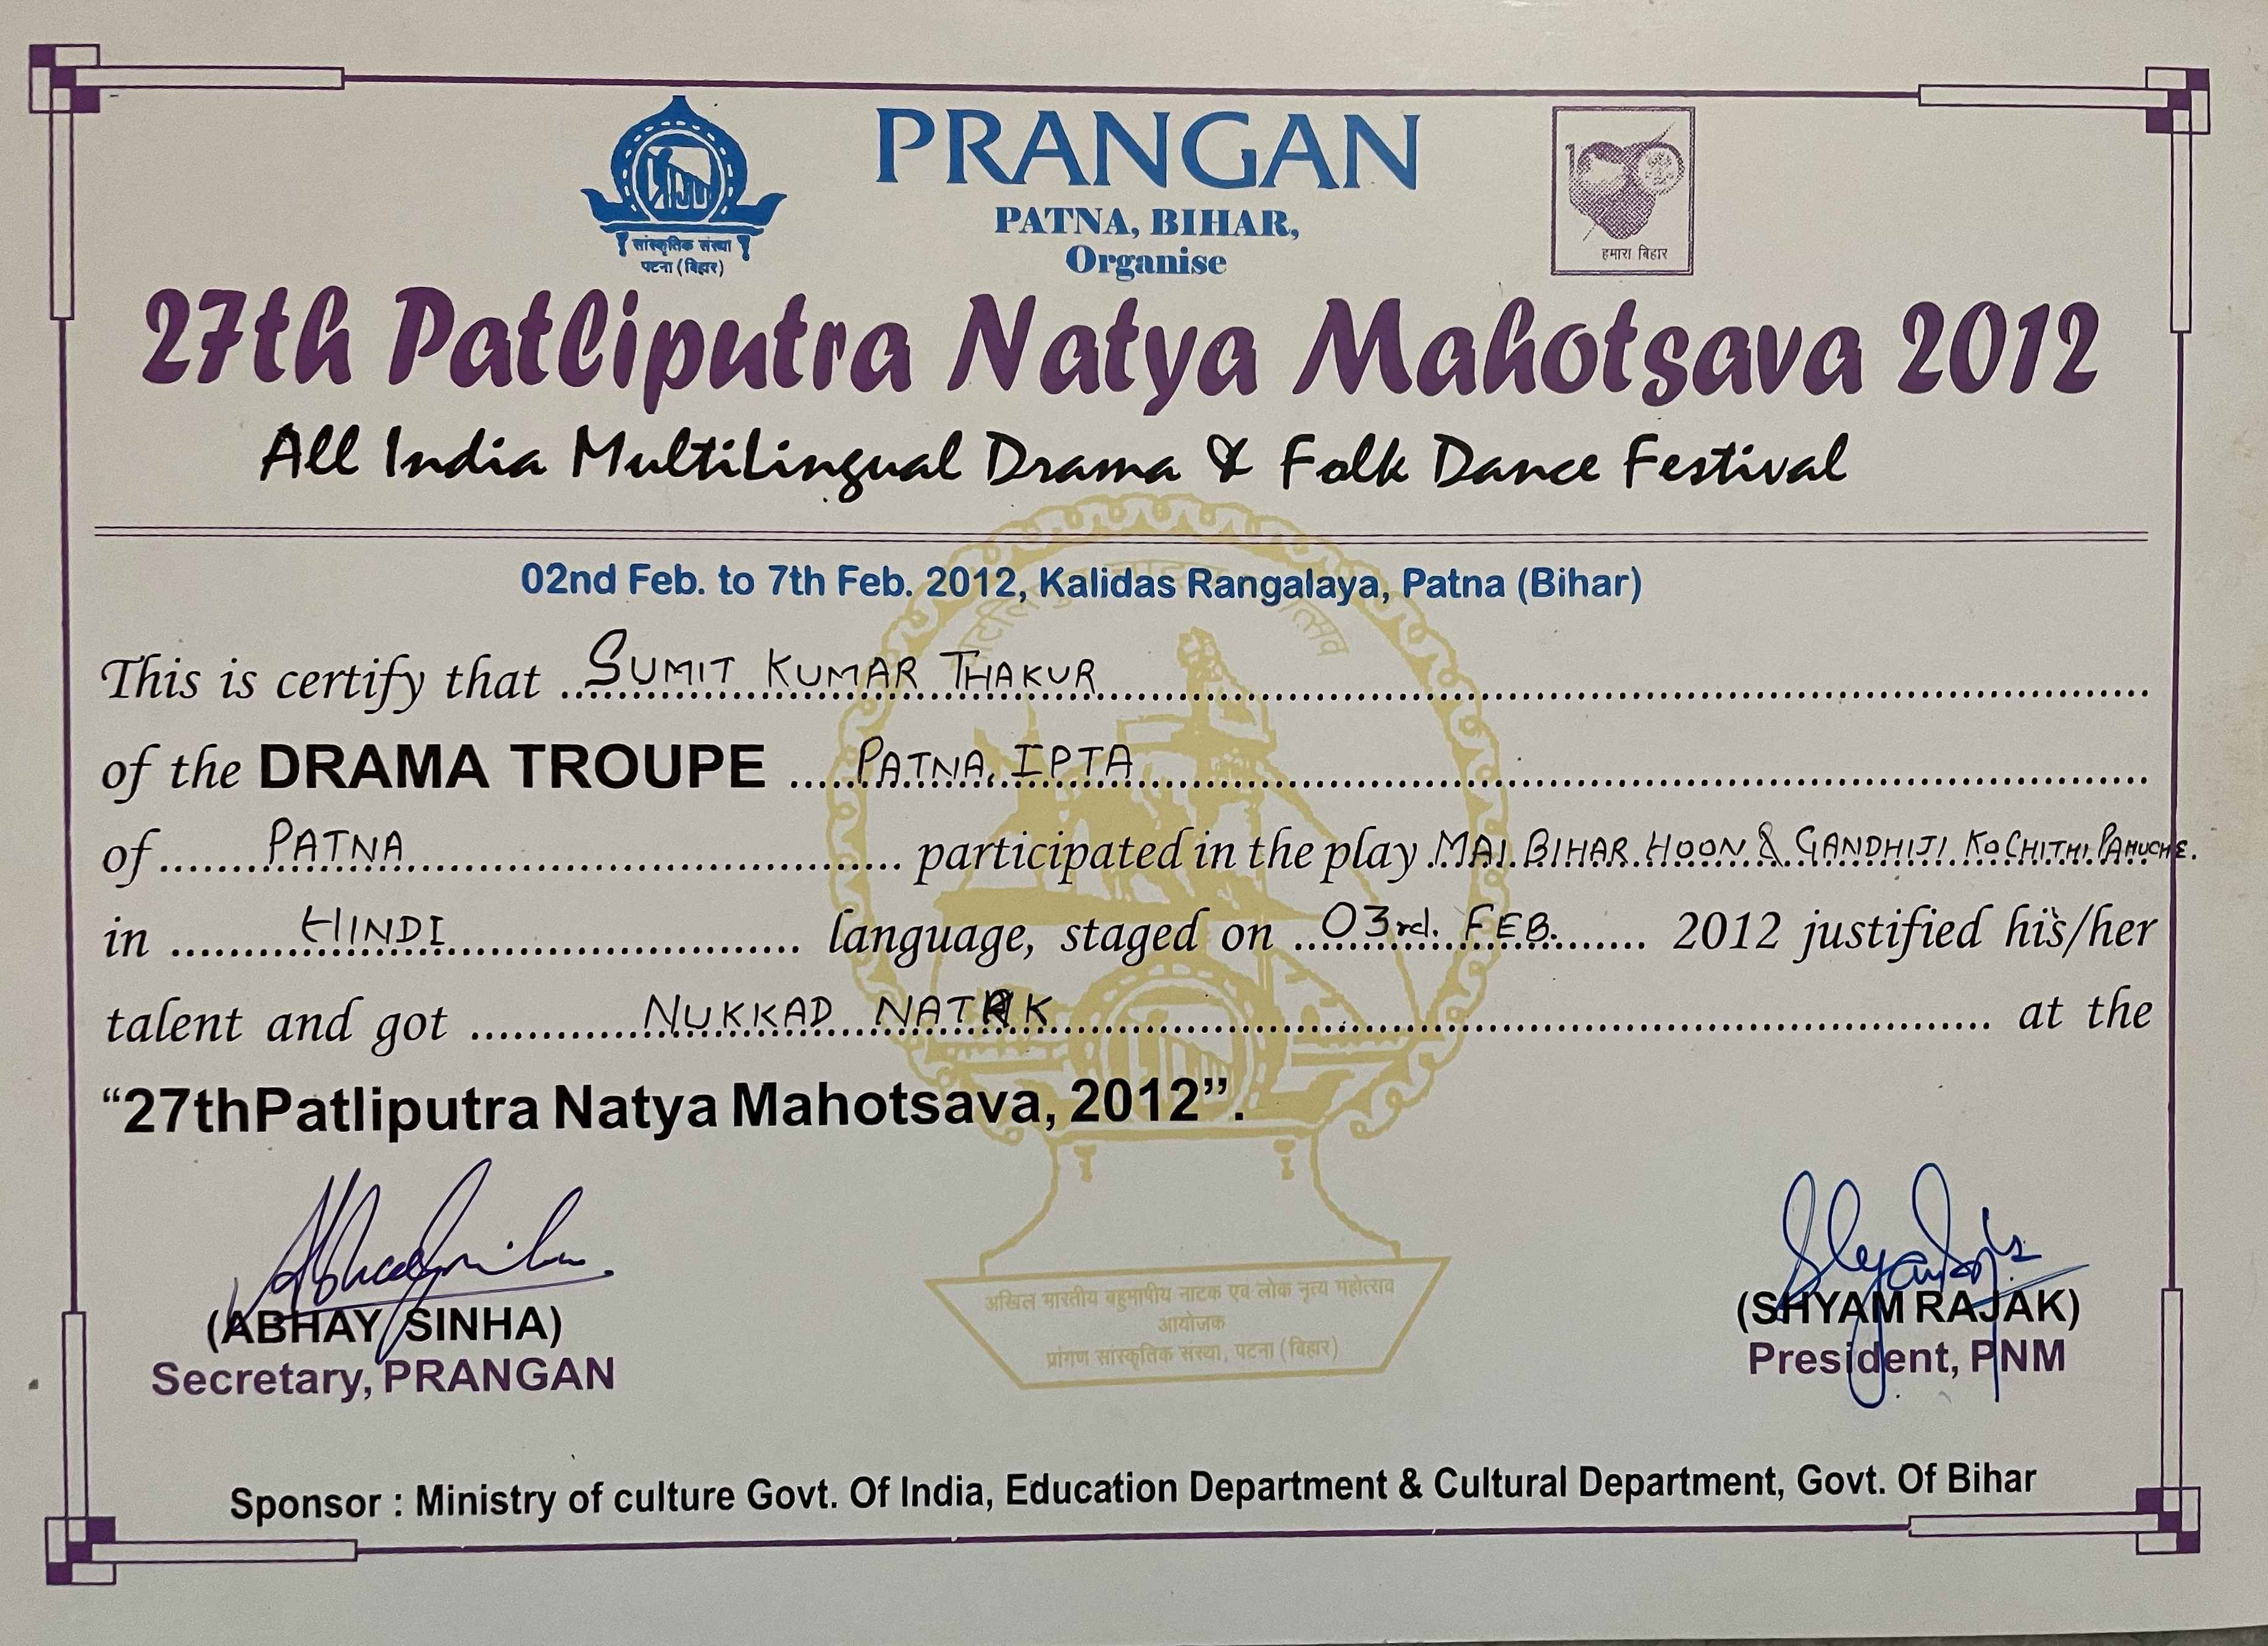 PRANGAN
PATNA, BIHAR,
Organise
सांस्कृतिक संस्था
पटना (बिहार)
100
हमारा बिहार
27th Patliputra Natya Mahotsava 2012
All India MultiLingual Drama & Folk Dance Festival
02nd Feb. to 7th Feb. 2012, Kalidas Rangalaya, Patna (Bihar)
This is certify that SUMIT KUMAR THAKUR
of the DRAMA TROUPE PATNA, IPTA
of PATNA participated in the play MAI BIHAR HOON & GANDHIJI KO CHITHI PAHUCHE.
in HINDI language, staged on 03rd. FEB. 2012 justified his/her
talent and got NUKKAD NATAK at the
“27thPatliputra Natya Mahotsava, 2012”.
(ABHAY SINHA)
Secretary, PRANGAN
(SHYAM RAJAK)
President, PNM
अखिल भारतीय बहुभाषीय नाटक एवं लोक नृत्य महोत्सव
आयोजक
प्रांगण सांस्कृतिक संस्था, पटना (बिहार)
Sponsor : Ministry of culture Govt. Of India, Education Department & Cultural Department, Govt. Of Bihar